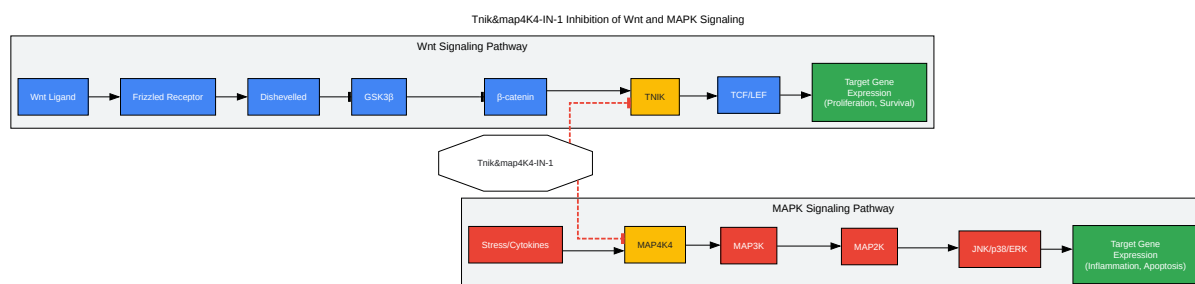 Tnik&map4K4-IN-1 Inhibition of Wnt and MAPK Signaling
Wnt Signaling Pathway
Wnt Ligand
Frizzled Receptor
Dishevelled
GSK3β
β-catenin
TNIK
TCF/LEF
Target Gene
Expression
(Proliferation, Survival)
Tnik&map4K4-IN-1
MAPK Signaling Pathway
Stress/Cytokines
MAP4K4
MAP3K
MAP2K
JNK/p38/ERK
Target Gene
Expression
(Inflammation, Apoptosis)